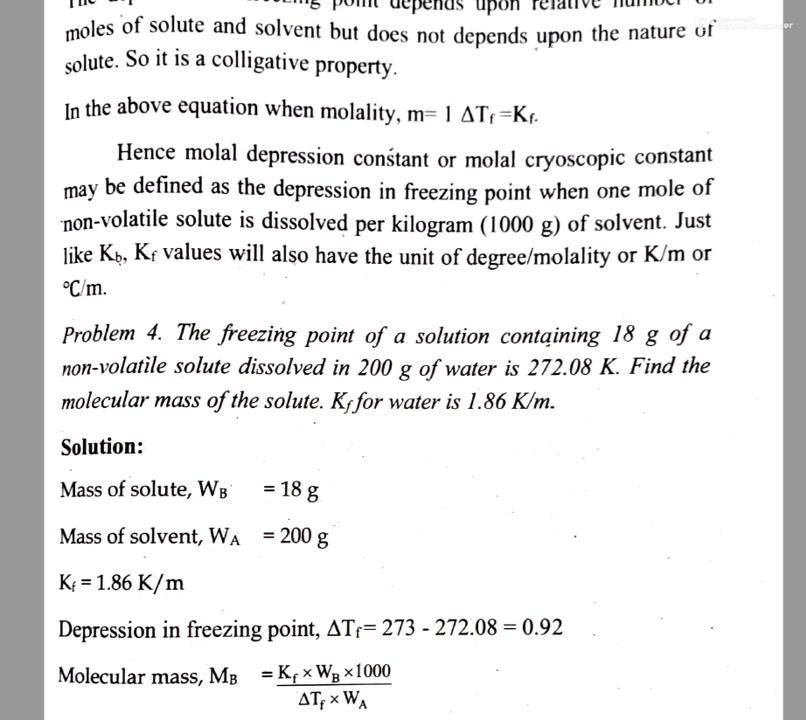 moles of solute and solvent but does not depends upon the nature of
solute. So it is a colligative property.
In the above equation when molality, m= 1 ΔTf =Kf.
Hence molal depression constant or molal cryoscopic constant
may be defined as the depression in freezing point when one mole of
non-volatile solute is dissolved per kilogram (1000 g) of solvent. Just
like Kb, Kf values will also have the unit of degree/molality or K/m or
°C/m.
Problem 4. The freezing point of a solution containing 18 g of a
non-volatile solute dissolved in 200 g of water is 272.08 K. Find the
molecular mass of the solute. Kf for water is 1.86 K/m.
Solution:
Mass of solute, WB = 18 g
Mass of solvent, WA = 200 g
Kf = 1.86 K/m
Depression in freezing point, ΔTf= 273 - 272.08 = 0.92
Molecular mass, MB = Kf × WB ×1000
ΔTf × WA